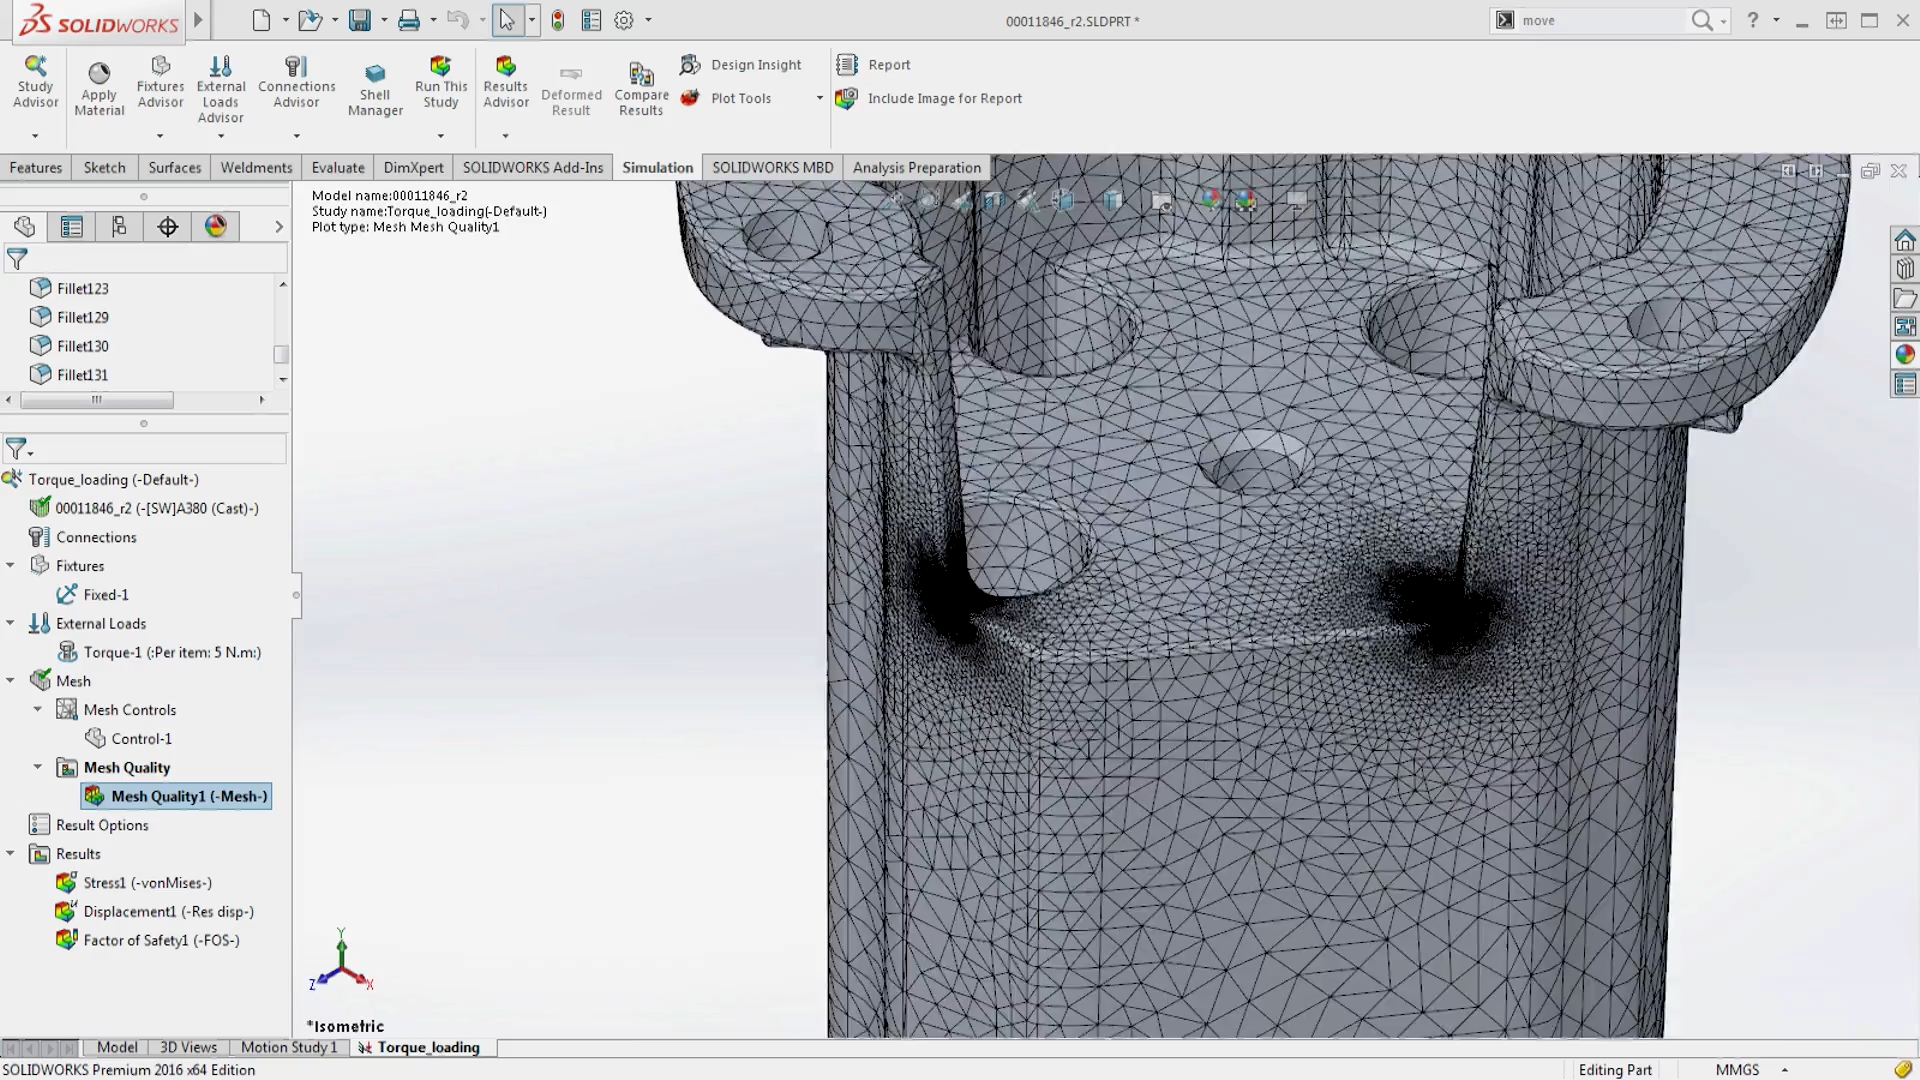 SOLIDWORKS
00011846_r2.SLDPRT *
move
?
Study Advisor
Apply Material
Fixtures Advisor
External Loads Advisor
Connections Advisor
Shell Manager
Run This Study
Results Advisor
Deformed Result
Compare Results
Design Insight
Plot Tools
Report
Include Image for Report
Features
Sketch
Surfaces
Weldments
Evaluate
DimXpert
SOLIDWORKS Add-Ins
Simulation
SOLIDWORKS MBD
Analysis Preparation
Model name:00011846_r2
Study name:Torque_loading(-Default-)
Plot type: Mesh Mesh Quality1
Fillet123
Fillet129
Fillet130
Fillet131
Torque_loading (-Default-)
00011846_r2 (-[SW]A380 (Cast)-)
Connections
Fixtures
Fixed-1
External Loads
Torque-1 (:Per item: 5 N.m:)
Mesh
Mesh Controls
Control-1
Mesh Quality
Mesh Quality1 (-Mesh-)
Result Options
Results
Stress1 (-vonMises-)
Displacement1 (-Res disp-)
Factor of Safety1 (-FOS-)
Y
Z
X
*Isometric
Model
3D Views
Motion Study 1
Torque_loading
SOLIDWORKS Premium 2016 x64 Edition
Editing Part
MMGS